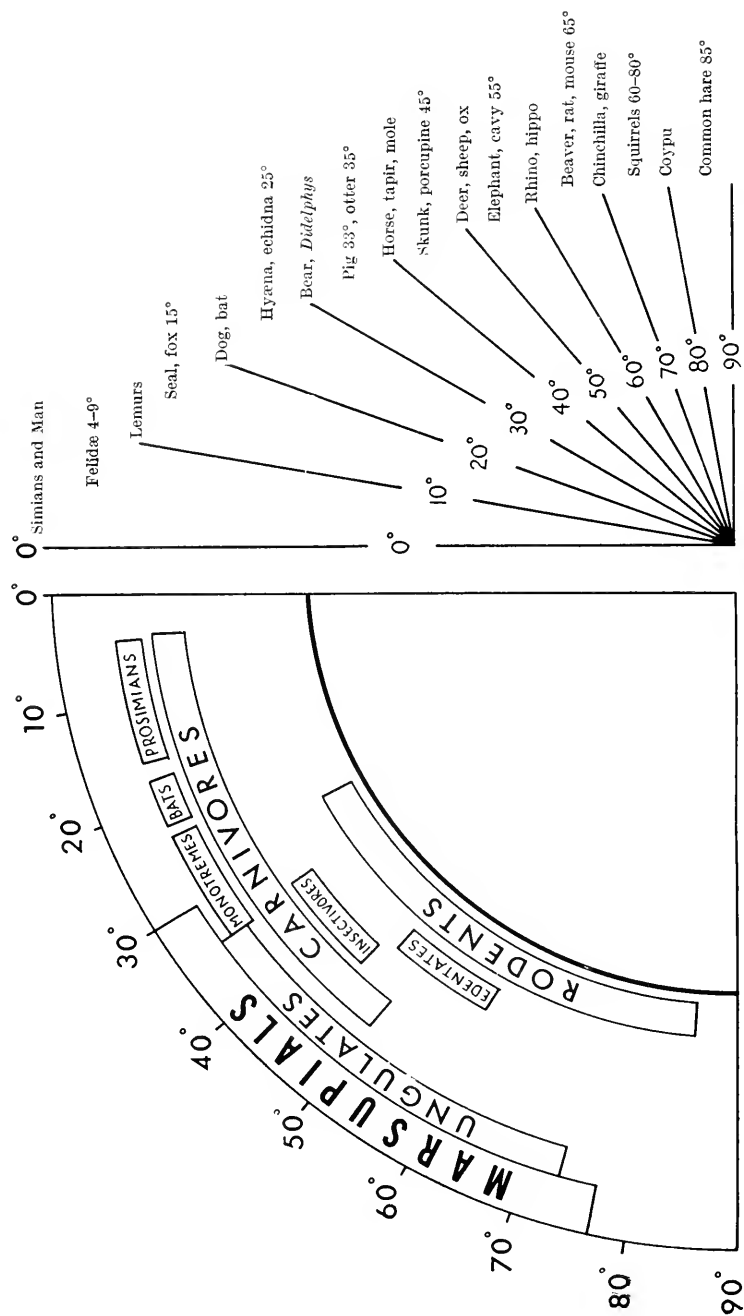 0°
10°
20°
30°
40°
50°
60°
70°
80°
90°
PROSIMIANS
BATS
MONOTREMES
CARNIVORES
INSECTIVORES
EDENTATES
RODENTS
UNGULATES
MARSUPIALS
0°
Simians and Man
Felidæ 4–9°
Lemurs
Seal, fox 15°
Dog, bat
Hyæna, echidna 25°
Bear, Didelphys
Pig 33°, otter 35°
Horse, tapir, mole
Skunk, porcupine 45°
Deer, sheep, ox
Elephant, cavy 55°
Rhino, hippo
Beaver, rat, mouse 65°
Chinchilla, giraffe
Squirrels 60–80°
Coypu
Common hare 85°
0°
10°
20°
30°
40°
50°
60°
70°
80°
90°